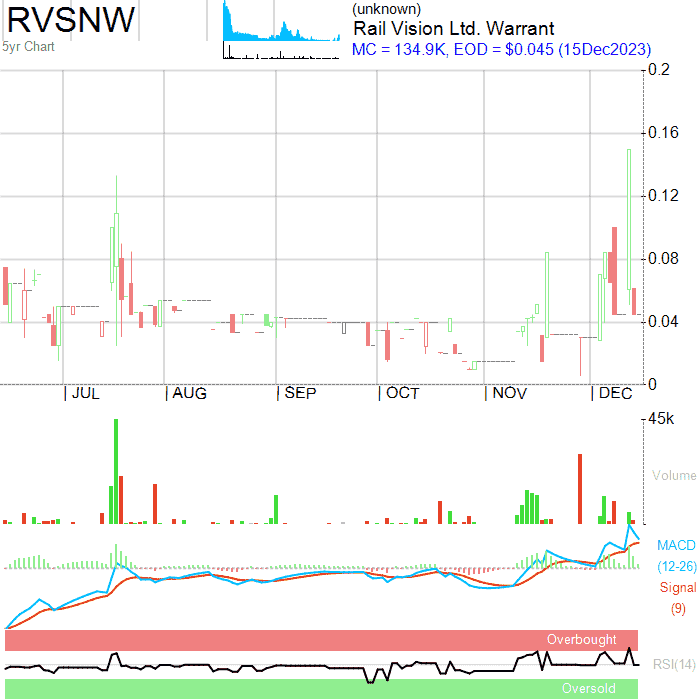 RVSNW
5yr Chart
(unknown)
Rail Vision Ltd. Warrant
MC = 134.9K, EOD = $0.045 (15Dec2023)
0.2
0.16
0.12
0.08
0.04
0
JUL AUG SEP OCT NOV DEC
45k
Volume
MACD
(12-26)
Signal
(9)
Overbought
RSI(14)
Oversold